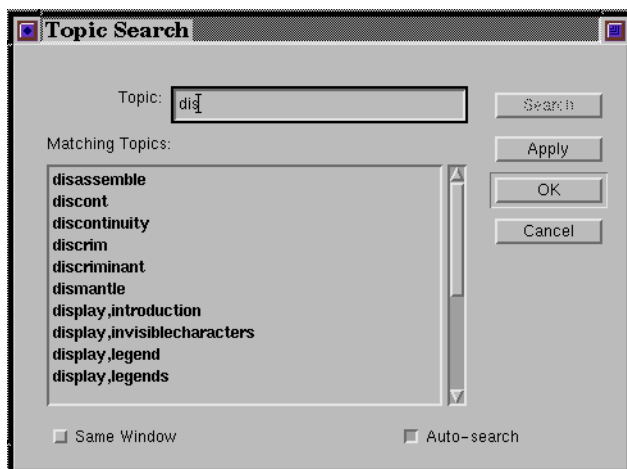 Topic Search
Topic: dis
Search
Matching Topics:
Apply
disassemble
OK
discont
discontinuity
Cancel
discrim
discriminant
dismantle
display,introduction
display,invisiblecharacters
display,legend
display,legends
Same Window
Auto-search